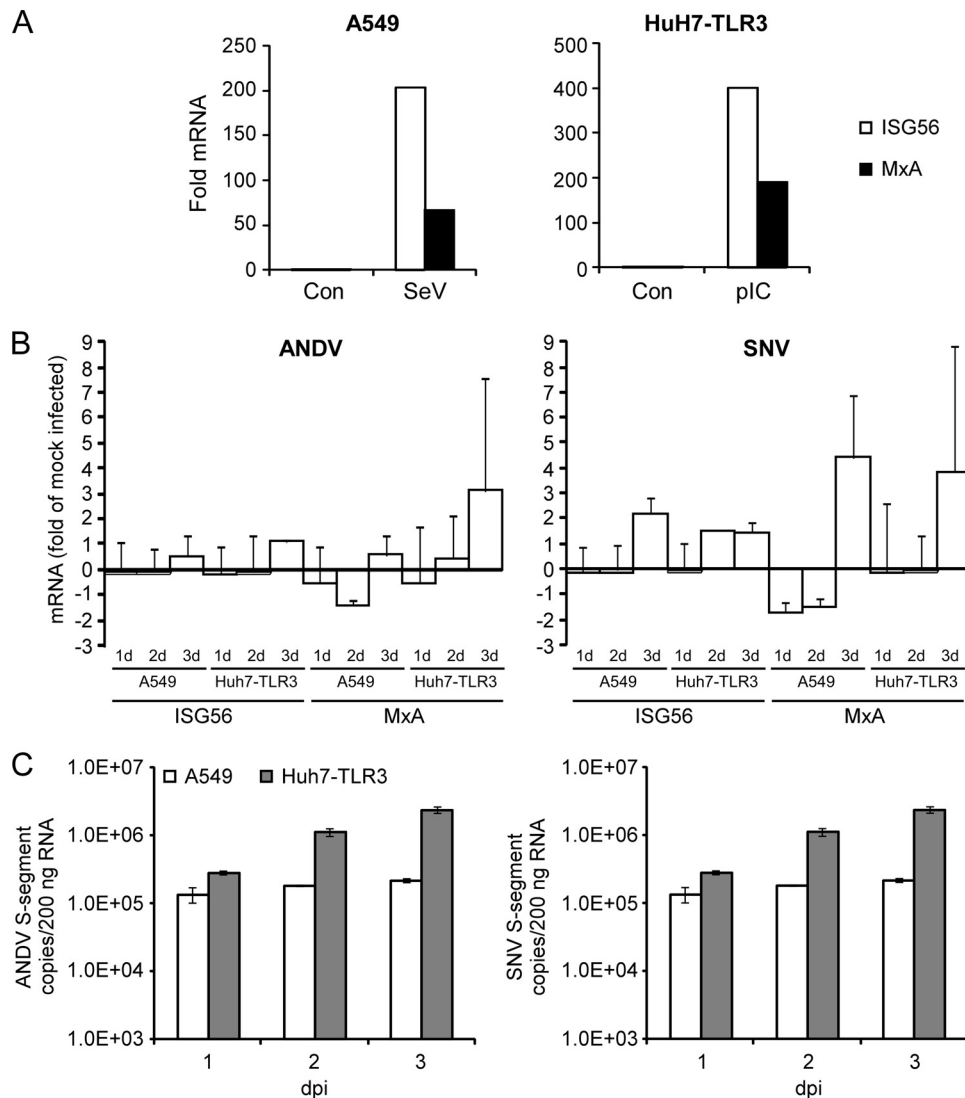 A
A549
HuH7-TLR3
Fold mRNA
250
200
150
100
50
0
Con
SeV
500
400
300
200
100
0
Con
pIC
ISG56
MxA
B
ANDV
SNV
mRNA (fold of mock infected)
9
8
7
6
5
4
3
2
1
0
-1
-2
-3
1d 2d 3d 1d 2d 3d 1d 2d 3d 1d 2d 3d
A549 Huh7-TLR3 A549 Huh7-TLR3
ISG56 MxA
9
8
7
6
5
4
3
2
1
0
-1
-2
-3
1d 2d 3d 1d 2d 3d 1d 2d 3d 1d 2d 3d
A549 Huh7-TLR3 A549 Huh7-TLR3
ISG56 MxA
C
A549 Huh7-TLR3
ANDV S-segment
copies/200 ng RNA
1.0E+07
1.0E+06
1.0E+05
1.0E+04
1.0E+03
1 2 3
dpi
SNV S-segment
copies/200 ng RNA
1.0E+07
1.0E+06
1.0E+05
1.0E+04
1.0E+03
1 2 3
dpi